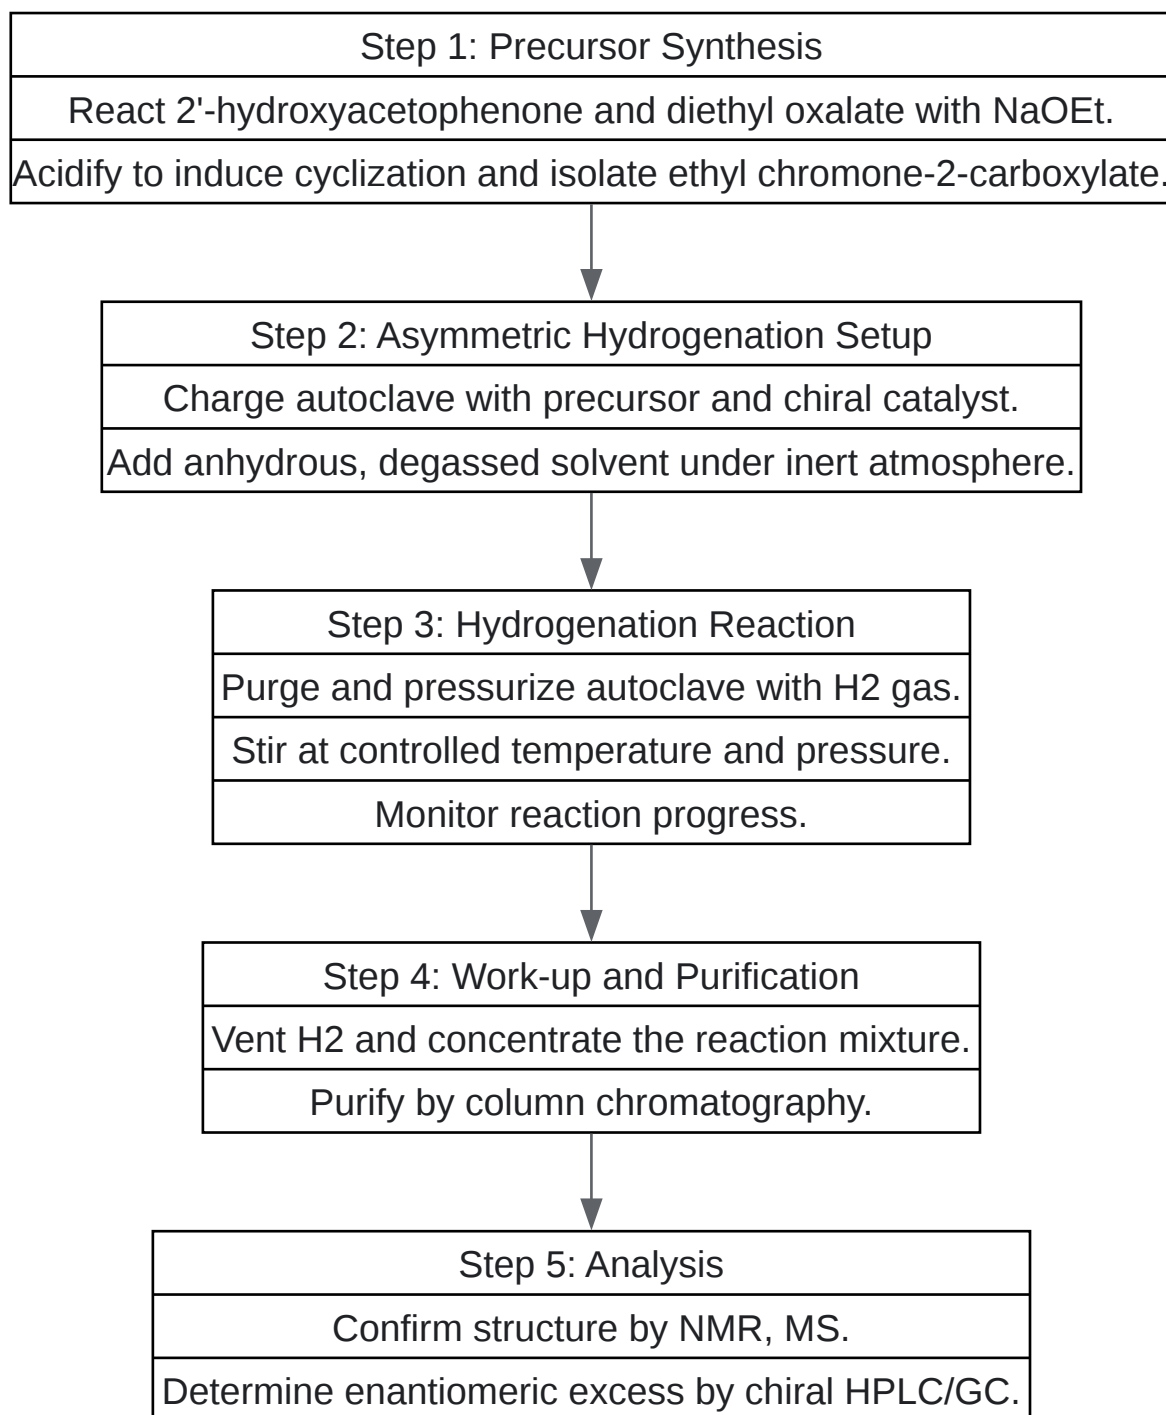 Step 1: Precursor Synthesis
React 2'-hydroxyacetophenone and diethyl oxalate with NaOEt.
Acidify to induce cyclization and isolate ethyl chromone-2-carboxylate.
Step 2: Asymmetric Hydrogenation Setup
Charge autoclave with precursor and chiral catalyst.
Add anhydrous, degassed solvent under inert atmosphere.
Step 3: Hydrogenation Reaction
Purge and pressurize autoclave with H2 gas.
Stir at controlled temperature and pressure.
Monitor reaction progress.
Step 4: Work-up and Purification
Vent H2 and concentrate the reaction mixture.
Purify by column chromatography.
Step 5: Analysis
Confirm structure by NMR, MS.
Determine enantiomeric excess by chiral HPLC/GC.